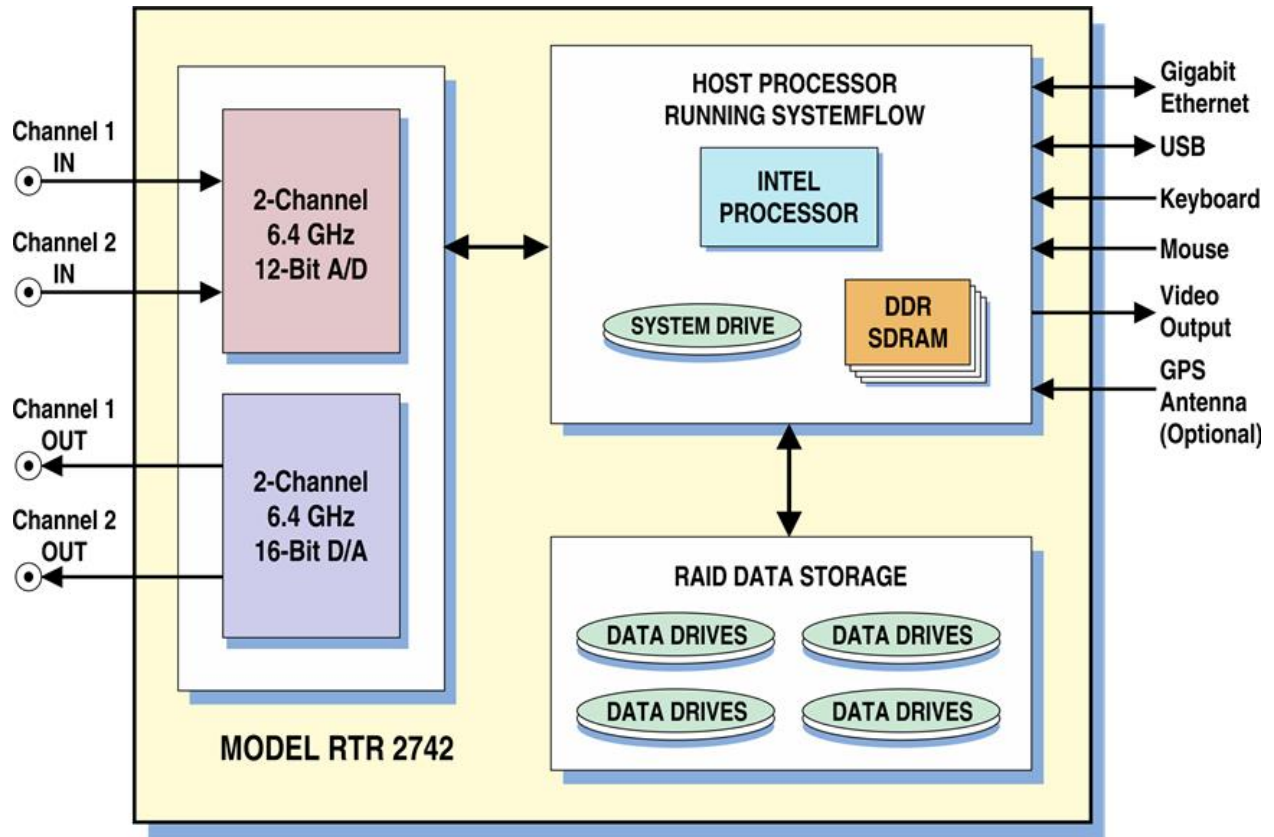 Channel 1
IN
Channel 2
IN
Channel 1
OUT
Channel 2
OUT
2-Channel
6.4 GHz
12-Bit A/D
2-Channel
6.4 GHz
16-Bit D/A
MODEL RTR 2742
HOST PROCESSOR
RUNNING SYSTEMFLOW
INTEL
PROCESSOR
SYSTEM DRIVE
DDR
SDRAM
RAID DATA STORAGE
DATA DRIVES
DATA DRIVES
DATA DRIVES
DATA DRIVES
Gigabit
Ethernet
USB
Keyboard
Mouse
Video
Output
GPS
Antenna
(Optional)